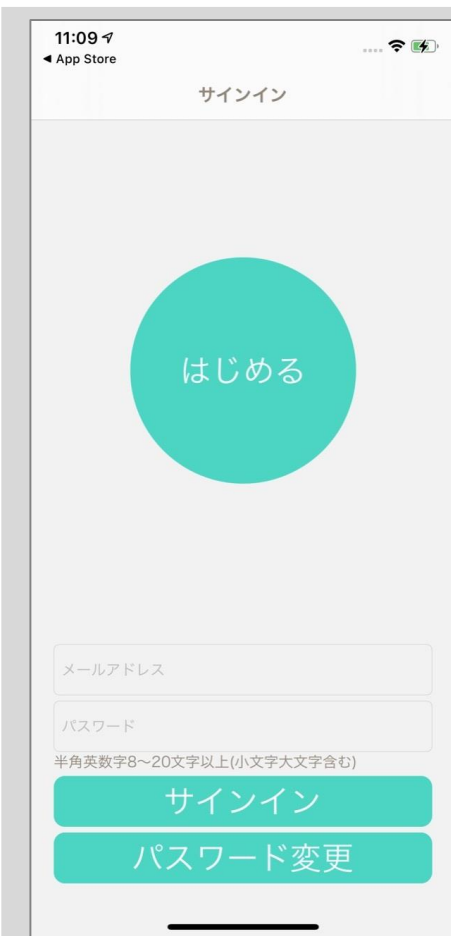 11:09
◀ App Store
サインイン
はじめる
メールアドレス
パスワード
半角英数字8～20文字以上(小文字大文字含む)
サインイン
パスワード変更